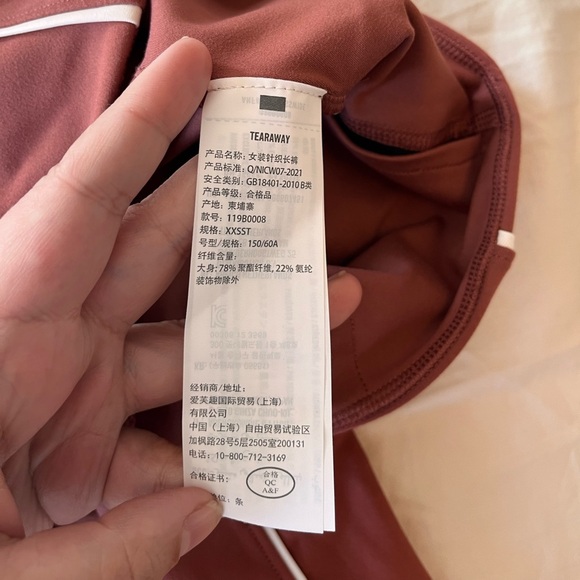 TEARAWAY
产品名称: 女装针织长裤
产品标准: Q/NICW07-2021
安全类别: GB18401-2010 B类
产品等级: 合格品
产地: 柬埔寨
款号: 119B0008
规格: XXSST
号型/规格: 150/60A
纤维含量:
大身: 78% 聚酯纤维, 22% 氨纶
装饰物除外
经销商/地址:
爱芙趣国际贸易(上海)
有限公司
中国（上海）自由贸易试验区
加枫路28号5层2505室200131
电话: 10-800-712-3169
合格证书:
合格
QC
A&F
位: 条